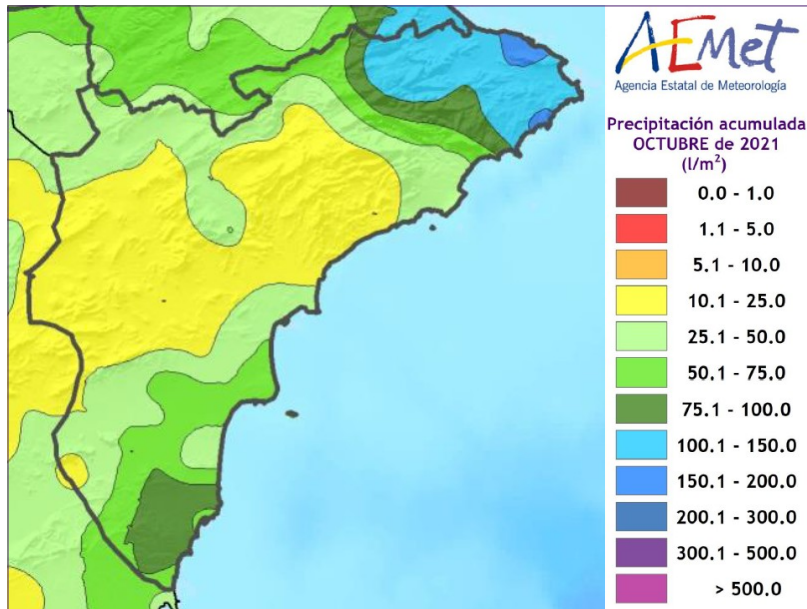 AEMet
Agencia Estatal de Meteorología
Precipitación acumulada
OCTUBRE de 2021
(l/m²)
0.0 - 1.0
1.1 - 5.0
5.1 - 10.0
10.1 - 25.0
25.1 - 50.0
50.1 - 75.0
75.1 - 100.0
100.1 - 150.0
150.1 - 200.0
200.1 - 300.0
300.1 - 500.0
> 500.0